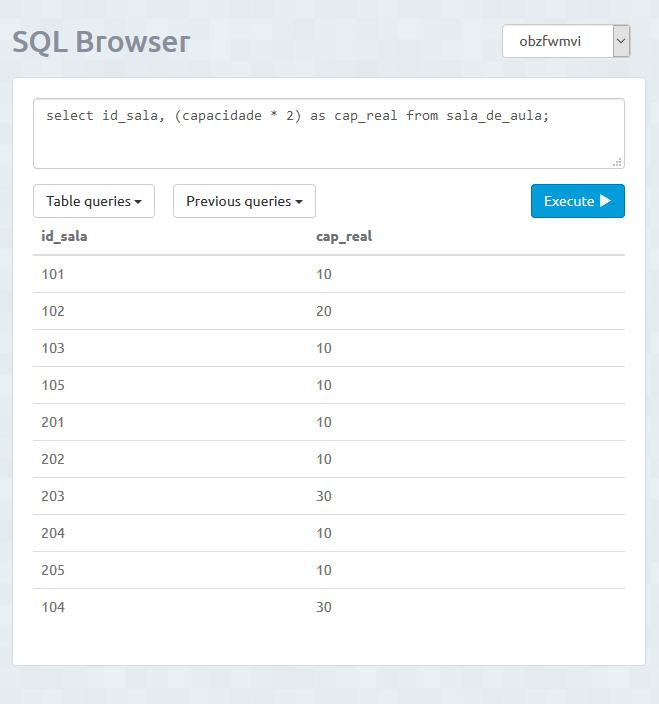 SQL Browser
obzfwmvi
select id_sala, (capacidade * 2) as cap_real from sala_de_aula;
Table queries Previous queries Execute
id_sala cap_real
101 10
102 20
103 10
105 10
201 10
202 10
203 30
204 10
205 10
104 30